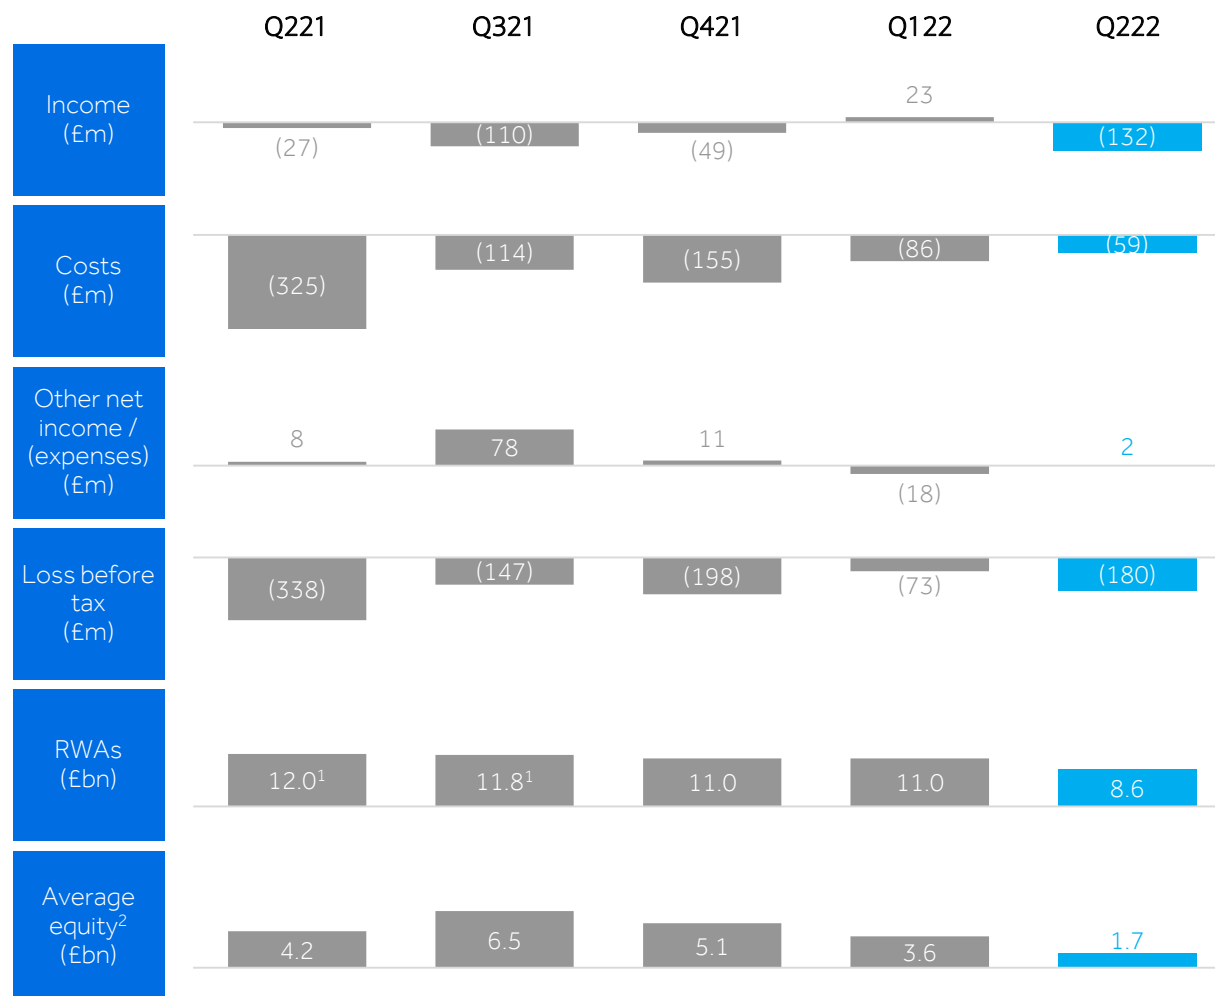 Q221 Q321 Q421 Q122 Q222
Income
(£m)
23
(27) (110) (49) (132)
Costs
(£m)
(325) (114) (155) (86) (59)
Other net
income /
(expenses)
(£m)
8 78 11 2
(18)
Loss before
tax
(£m)
(338) (147) (198) (73) (180)
RWAs
(£bn)
12.0¹ 11.8¹ 11.0 11.0 8.6
Average
equity²
(£bn)
4.2 6.5 5.1 3.6 1.7